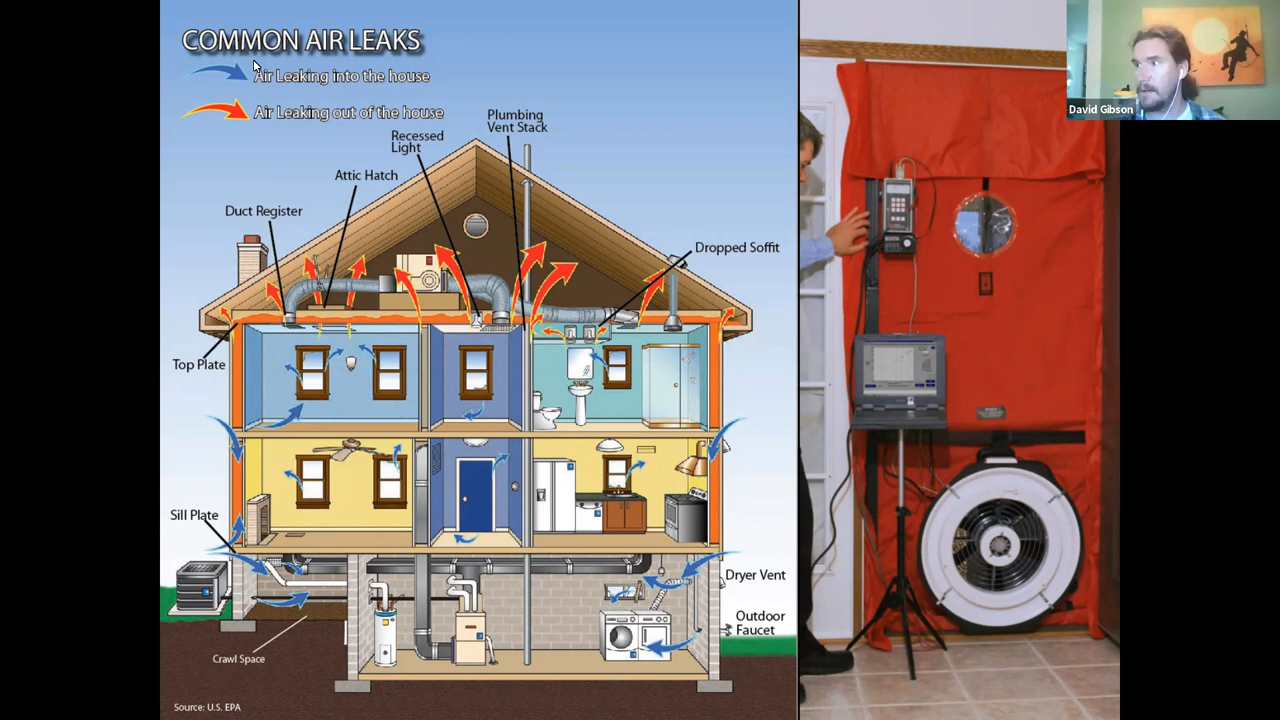 COMMON AIR LEAKS
Air Leaking into the house
Air Leaking out of the house
Plumbing
Vent Stack
Recessed
Light
Attic Hatch
Duct Register
Dropped Soffit
Top Plate
Sill Plate
Dryer Vent
Outdoor
Faucet
Crawl Space
Source: U.S. EPA
David Gibson